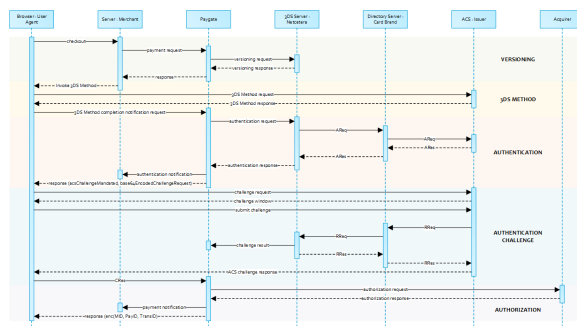 Browser - User
Agent
Server - Merchant
Paygate
3DS Server -
Netcetera
Directory Server -
Card Brand
ACS - Issuer
Acquirer
checkout
payment request
versioning request
versioning response
response
Invoke 3DS Method
VERSIONING
3DS Method request
3DS Method response
3DS METHOD
3DS Method completion notification request
authentication request
AReq
AReq
ARes
ARes
authentication response
authentication notification
response (acsChallengeMandated, base64EncodedChallengeRequest)
AUTHENTICATION
challenge request
challenge window
submit challenge
RReq
RReq
challenge result
RRes
RRes
ACS challenge response
AUTHENTICATION
CHALLENGE
CRes
authorization request
authorization response
payment notification
response (enc(MID, PayID, TransID)
AUTHORIZATION